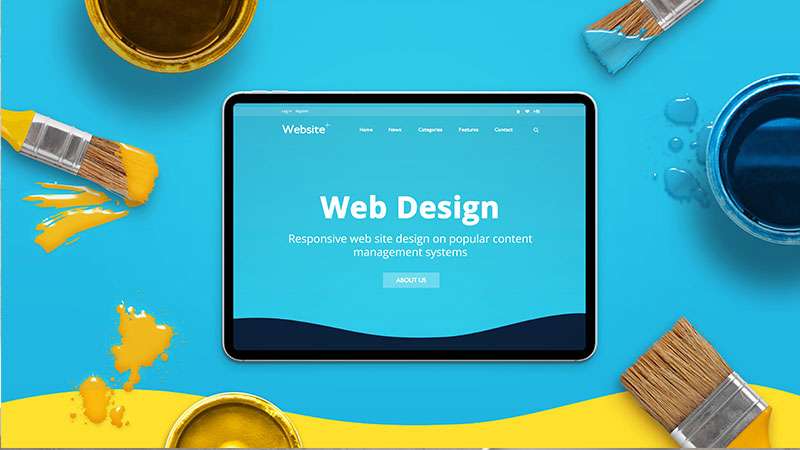 Log In Register
Website+
Home News Categories Features Contact
Web Design
Responsive web site design on popular content
management systems
ABOUT US